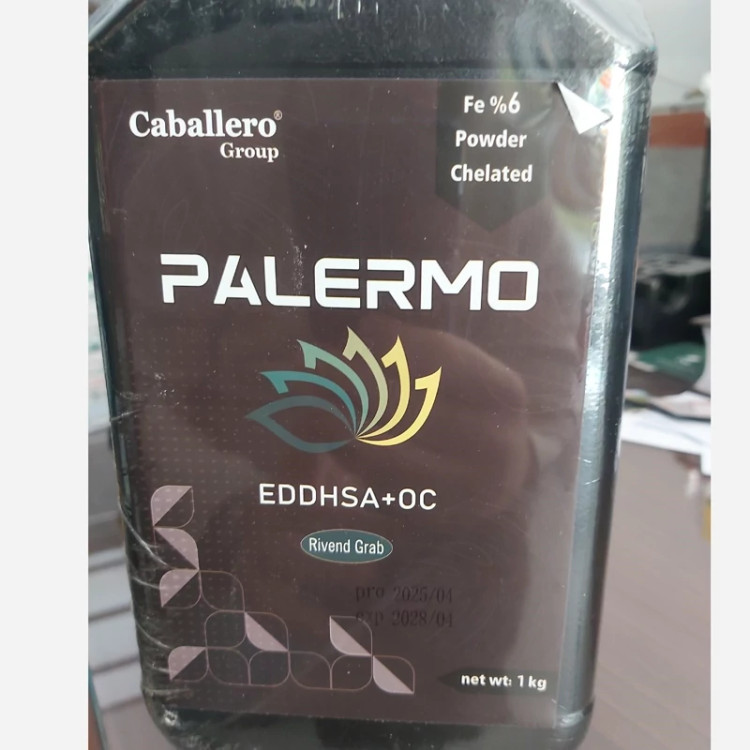 Caballero®
Group
Fe %6
Powder
Chelated
PALERMO
EDDHSA+OC
Rivend Grab
pro 2025/04
exp 2028/04
net wt: 1 kg